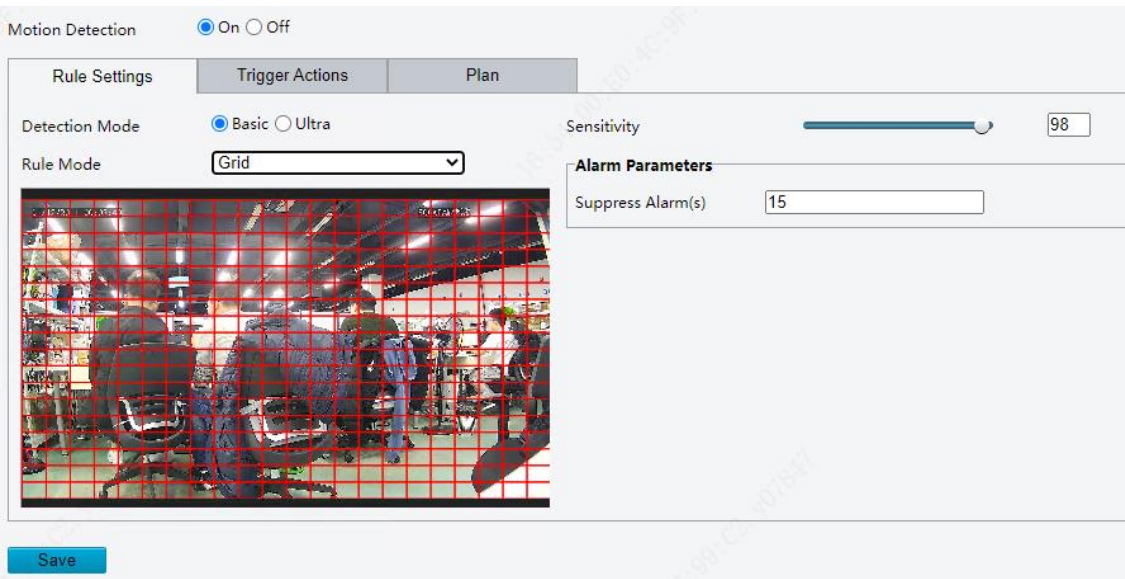 Motion Detection On Off
Rule Settings Trigger Actions Plan
Detection Mode Basic Ultra
Sensitivity 98
Rule Mode Grid
Alarm Parameters
Suppress Alarm(s) 15
Save